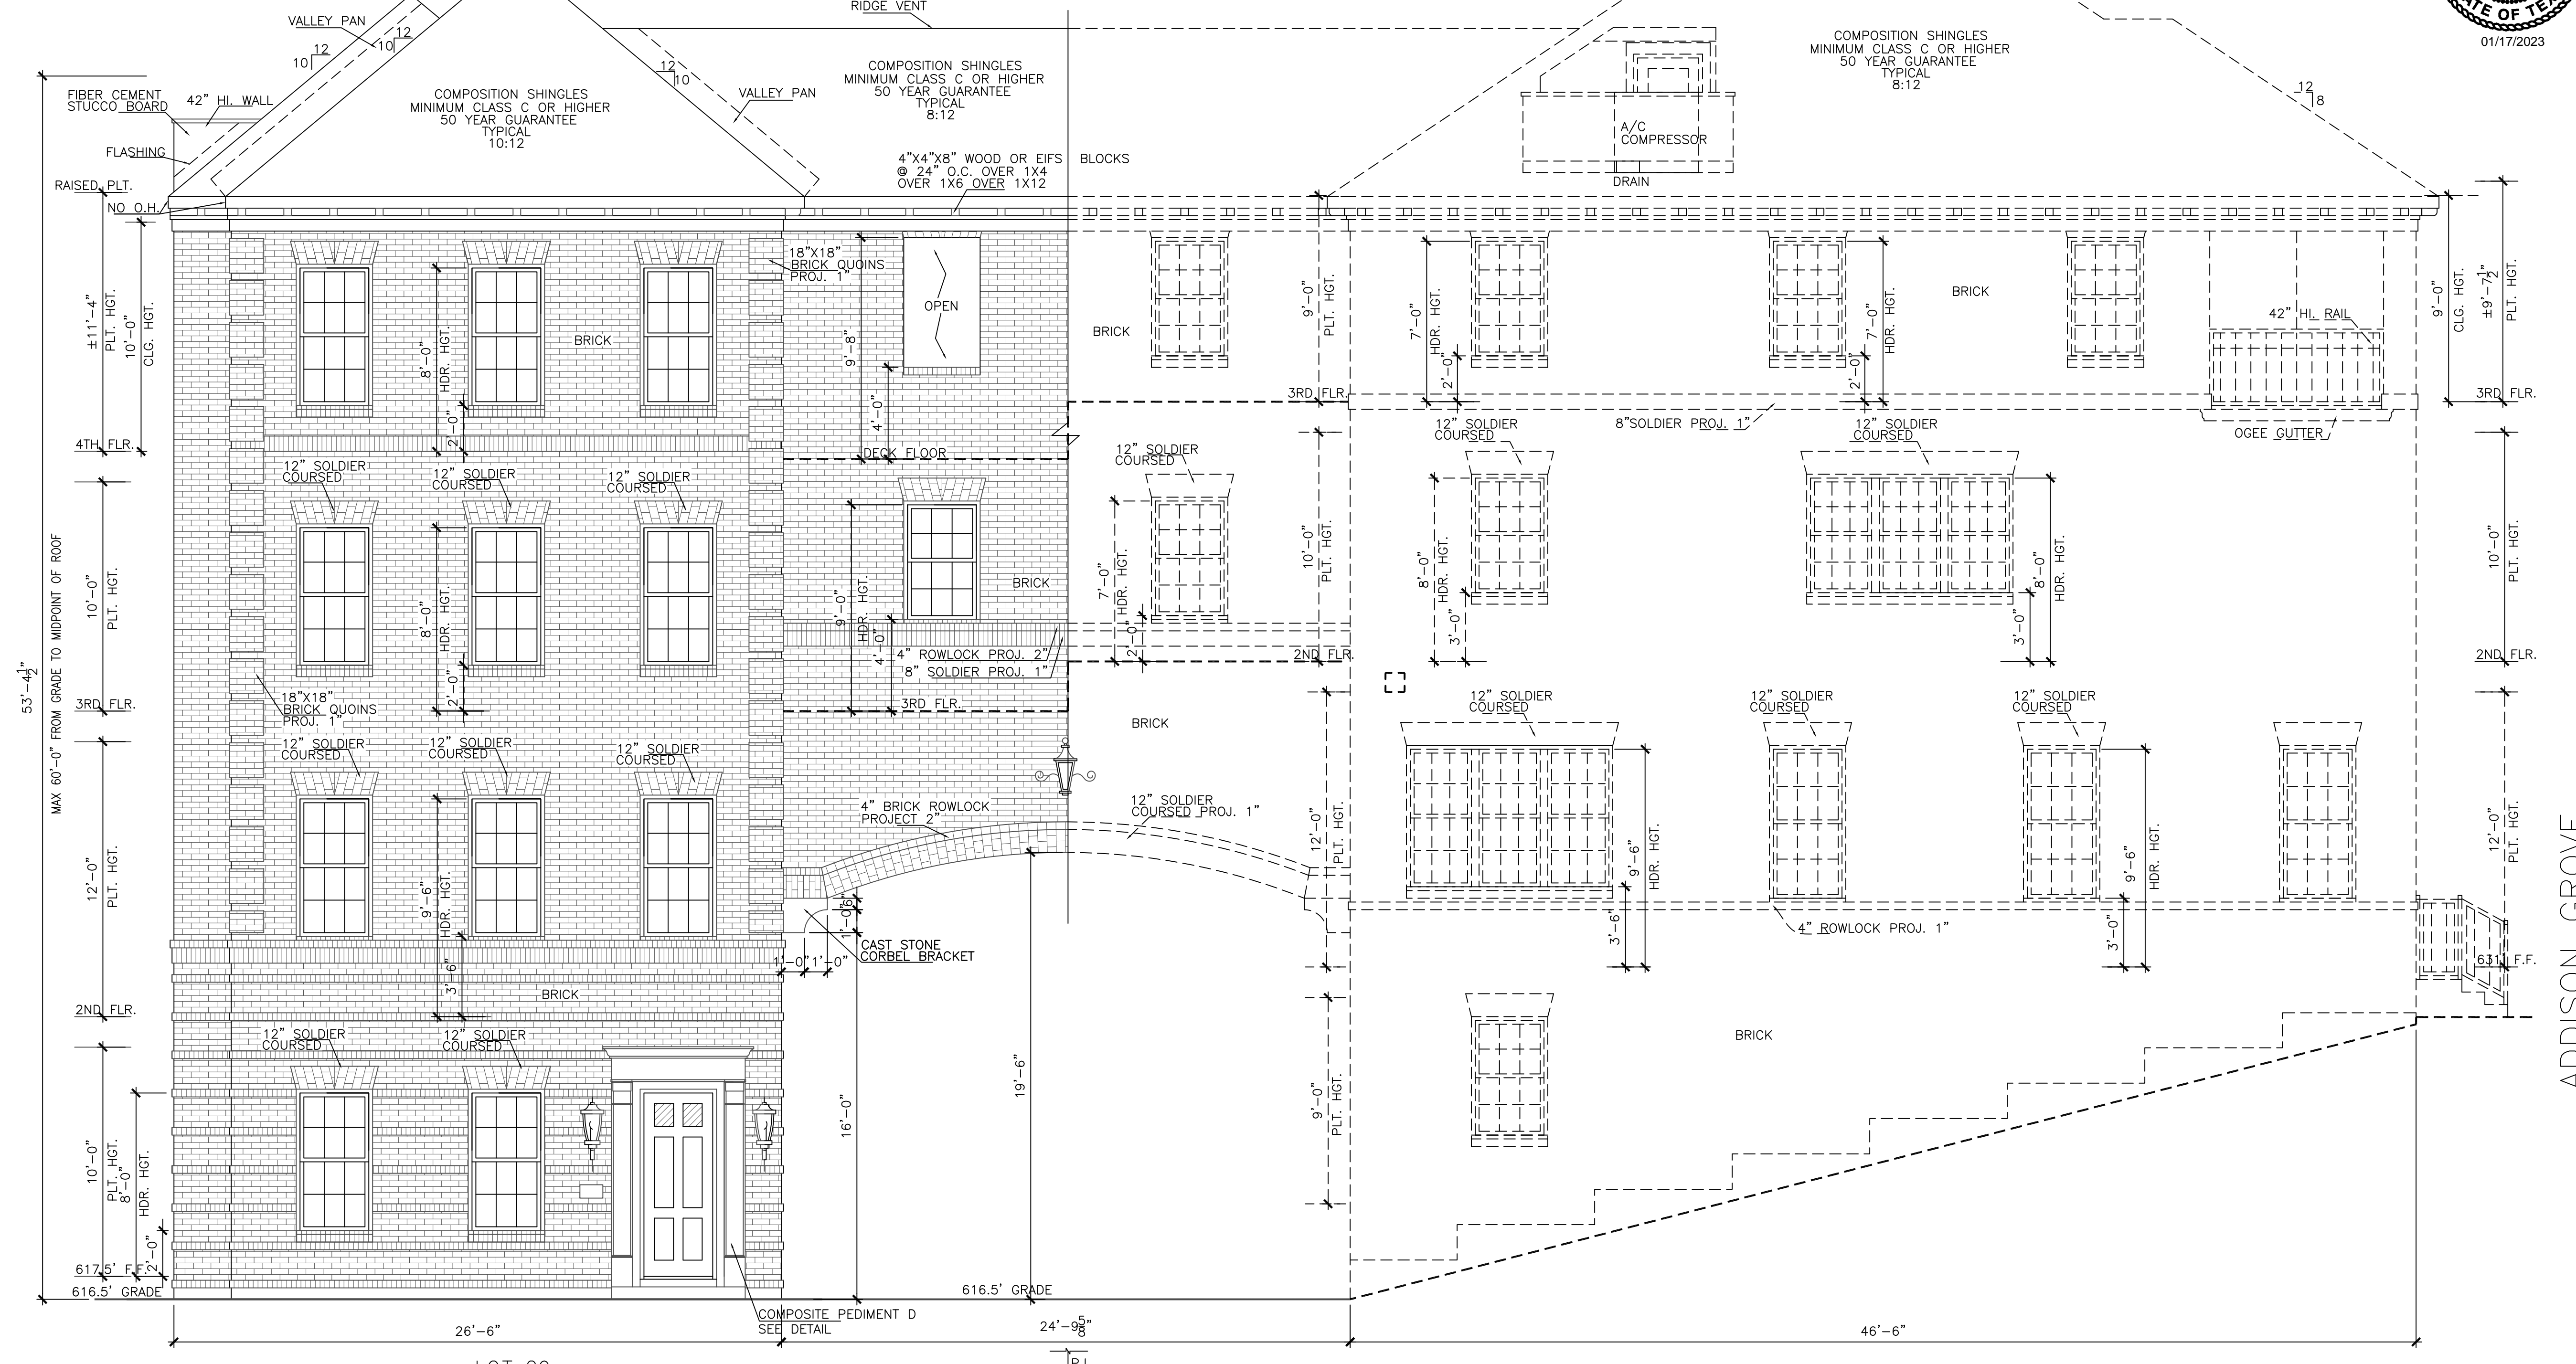 RIDGE VENT
VALLEY PAN
12
10
12
10
ATE OF TEX
01/17/2023
COMPOSITION SHINGLES
MINIMUM CLASS C OR HIGHER
50 YEAR GUARANTEE
TYPICAL
8:12
COMPOSITION SHINGLES
MINIMUM CLASS C OR HIGHER
50 YEAR GUARANTEE
TYPICAL
8:12
12
10
12
8
FIBER CEMENT
STUCCO BOARD
42" HI. WALL
COMPOSITION SHINGLES
MINIMUM CLASS C OR HIGHER
50 YEAR GUARANTEE
TYPICAL
10:12
VALLEY PAN
A/C
COMPRESSOR
DRAIN
FLASHING
4"X4"X8" WOOD OR EIFS BLOCKS
@ 24" O.C. OVER 1X4
OVER 1X6 OVER 1X12
RAISED PLT.
NO O.H.
18"X18"
BRICK QUOINS
PROJ. 1"
±11'-4"
PLT. HGT.
10'-0"
CLG. HGT.
8'-0"
HDR. HGT.
2'-0"
BRICK
9'-8"
OPEN
4'-0"
BRICK
9'-0"
PLT. HGT.
7'-0"
HDR. HGT.
2'-0"
7'-0"
HDR. HGT.
2'-0"
BRICK
42" HI. RAIL
9'-0"
CLG. HGT.
±9'-7 1/2"
PLT. HGT.
3RD FLR.
3RD FLR.
8"SOLDIER PROJ. 1"
OGEE GUTTER
4TH FLR.
DECK FLOOR
12" SOLDIER
COURSED
12" SOLDIER
COURSED
12" SOLDIER
COURSED
12" SOLDIER
COURSED
12" SOLDIER
COURSED
12" SOLDIER
COURSED
53'-4 1/2"
MAX 60'-0" FROM GRADE TO MIDPOINT OF ROOF
10'-0"
PLT. HGT.
8'-0"
HDR. HGT.
2'-0"
9'-0"
HDR. HGT.
4'-0"
BRICK
7'-0"
HDR. HGT.
2'-0"
10'-0"
PLT. HGT.
8'-0"
HDR. HGT.
3'-0"
8'-0"
HDR. HGT.
3'-0"
10'-0"
PLT. HGT.
4" ROWLOCK PROJ. 2"
8" SOLDIER PROJ. 1"
2ND FLR.
2ND FLR.
18"X18"
BRICK QUOINS
PROJ. 1"
3RD FLR.
3RD FLR.
BRICK
12" SOLDIER
COURSED
12" SOLDIER
COURSED
12" SOLDIER
COURSED
12" SOLDIER
COURSED
12" SOLDIER
COURSED
12" SOLDIER
COURSED
12'-0"
PLT. HGT.
9'-6"
HDR. HGT.
3'-6"
4" BRICK ROWLOCK
PROJECT 2"
12" SOLDIER
COURSED PROJ. 1"
12'-0"
PLT. HGT.
9'-6"
HDR. HGT.
3'-6"
9'-6"
HDR. HGT.
3'-0"
12'-0"
PLT. HGT.
4" ROWLOCK PROJ. 1"
6"
1'-0"
CAST STONE
CORBEL BRACKET
1'-0"
1'-0"
631' F.F.
ADDISON GROVE
BRICK
2ND FLR.
12" SOLDIER
COURSED
12" SOLDIER
COURSED
BRICK
10'-0"
PLT. HGT.
8'-0"
HDR. HGT.
2'-0"
16'-0"
19'-6"
9'-0"
PLT. HGT.
617.5' F.F.
616.5' GRADE
616.5' GRADE
COMPOSITE PEDIMENT D
SEE DETAIL
26'-6"
24'-9 5/8"
46'-6"